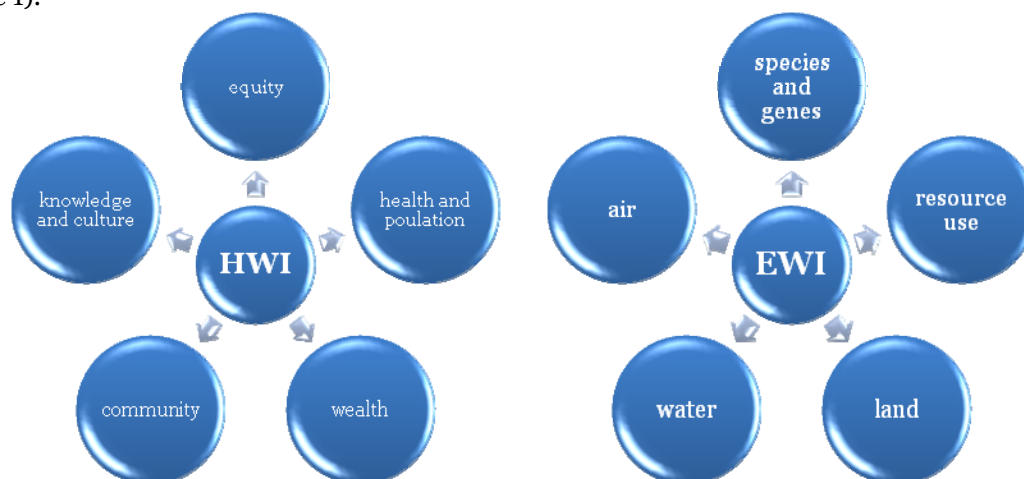 equity
knowledge
and culture
health and
poulation
HWI
community
wealth
species
and
genes
air
resource
use
EWI
water
land